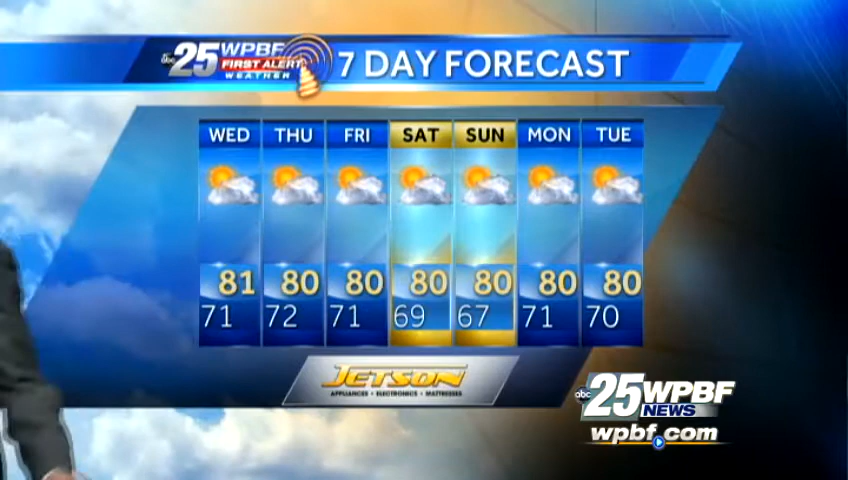 abc 25 WPBF
FIRST ALERT
WEATHER
7 DAY FORECAST
WED THU FRI SAT SUN MON TUE
81 80 80 80 80 80 80
71 72 71 69 67 71 70
JETSON
APPLIANCES • ELECTRONICS • MATTRESSES
abc 25 WPBF
NEWS
wpbf.com